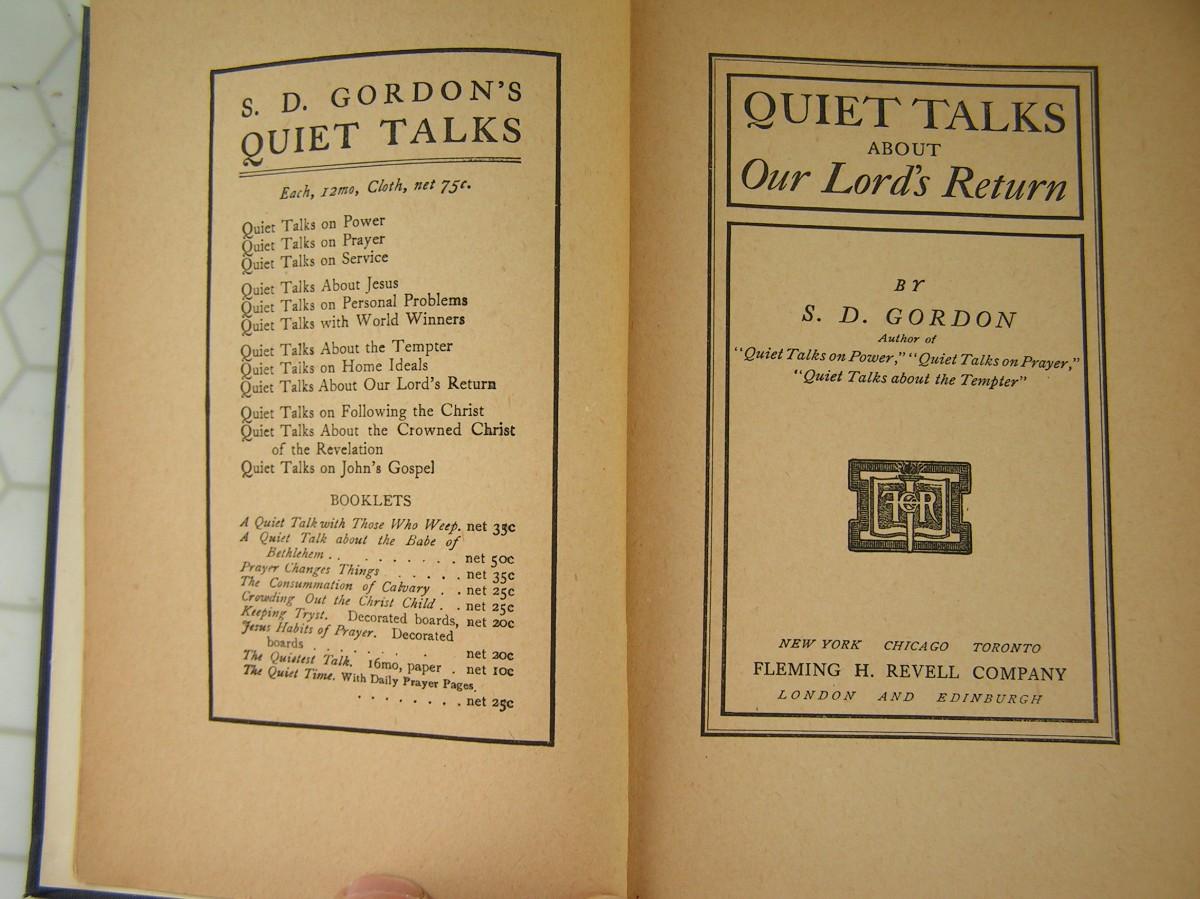 S. D. GORDON'S
QUIET TALKS
Each, 12mo, Cloth, net 75c.
Quiet Talks on Power
Quiet Talks on Prayer
Quiet Talks on Service
Quiet Talks About Jesus
Quiet Talks on Personal Problems
Quiet Talks with World Winners
Quiet Talks About the Tempter
Quiet Talks on Home Ideals
Quiet Talks About Our Lord's Return
Quiet Talks on Following the Christ
Quiet Talks About the Crowned Christ
of the Revelation
Quiet Talks on John's Gospel
BOOKLETS
A Quiet Talk with Those Who Weep. net 35c
A Quiet Talk about the Babe of
Bethlehem . . . . . . . . . net 50c
Prayer Changes Things . . . . . net 35c
The Consummation of Calvary . . net 25c
Crowding Out the Christ Child . . net 25c
Keeping Tryst. Decorated boards, net 20c
Jesus Habits of Prayer. Decorated
boards . . . . . . . . net 20c
The Quietest Talk. 16mo, paper . net 10c
The Quiet Time. With Daily Prayer Pages.
. . . . . . . net 25c
QUIET TALKS
ABOUT
Our Lord's Return
BY
S. D. GORDON
Author of
"Quiet Talks on Power," "Quiet Talks on Prayer,"
"Quiet Talks about the Tempter"
FHR
NEW YORK CHICAGO TORONTO
FLEMING H. REVELL COMPANY
LONDON AND EDINBURGH